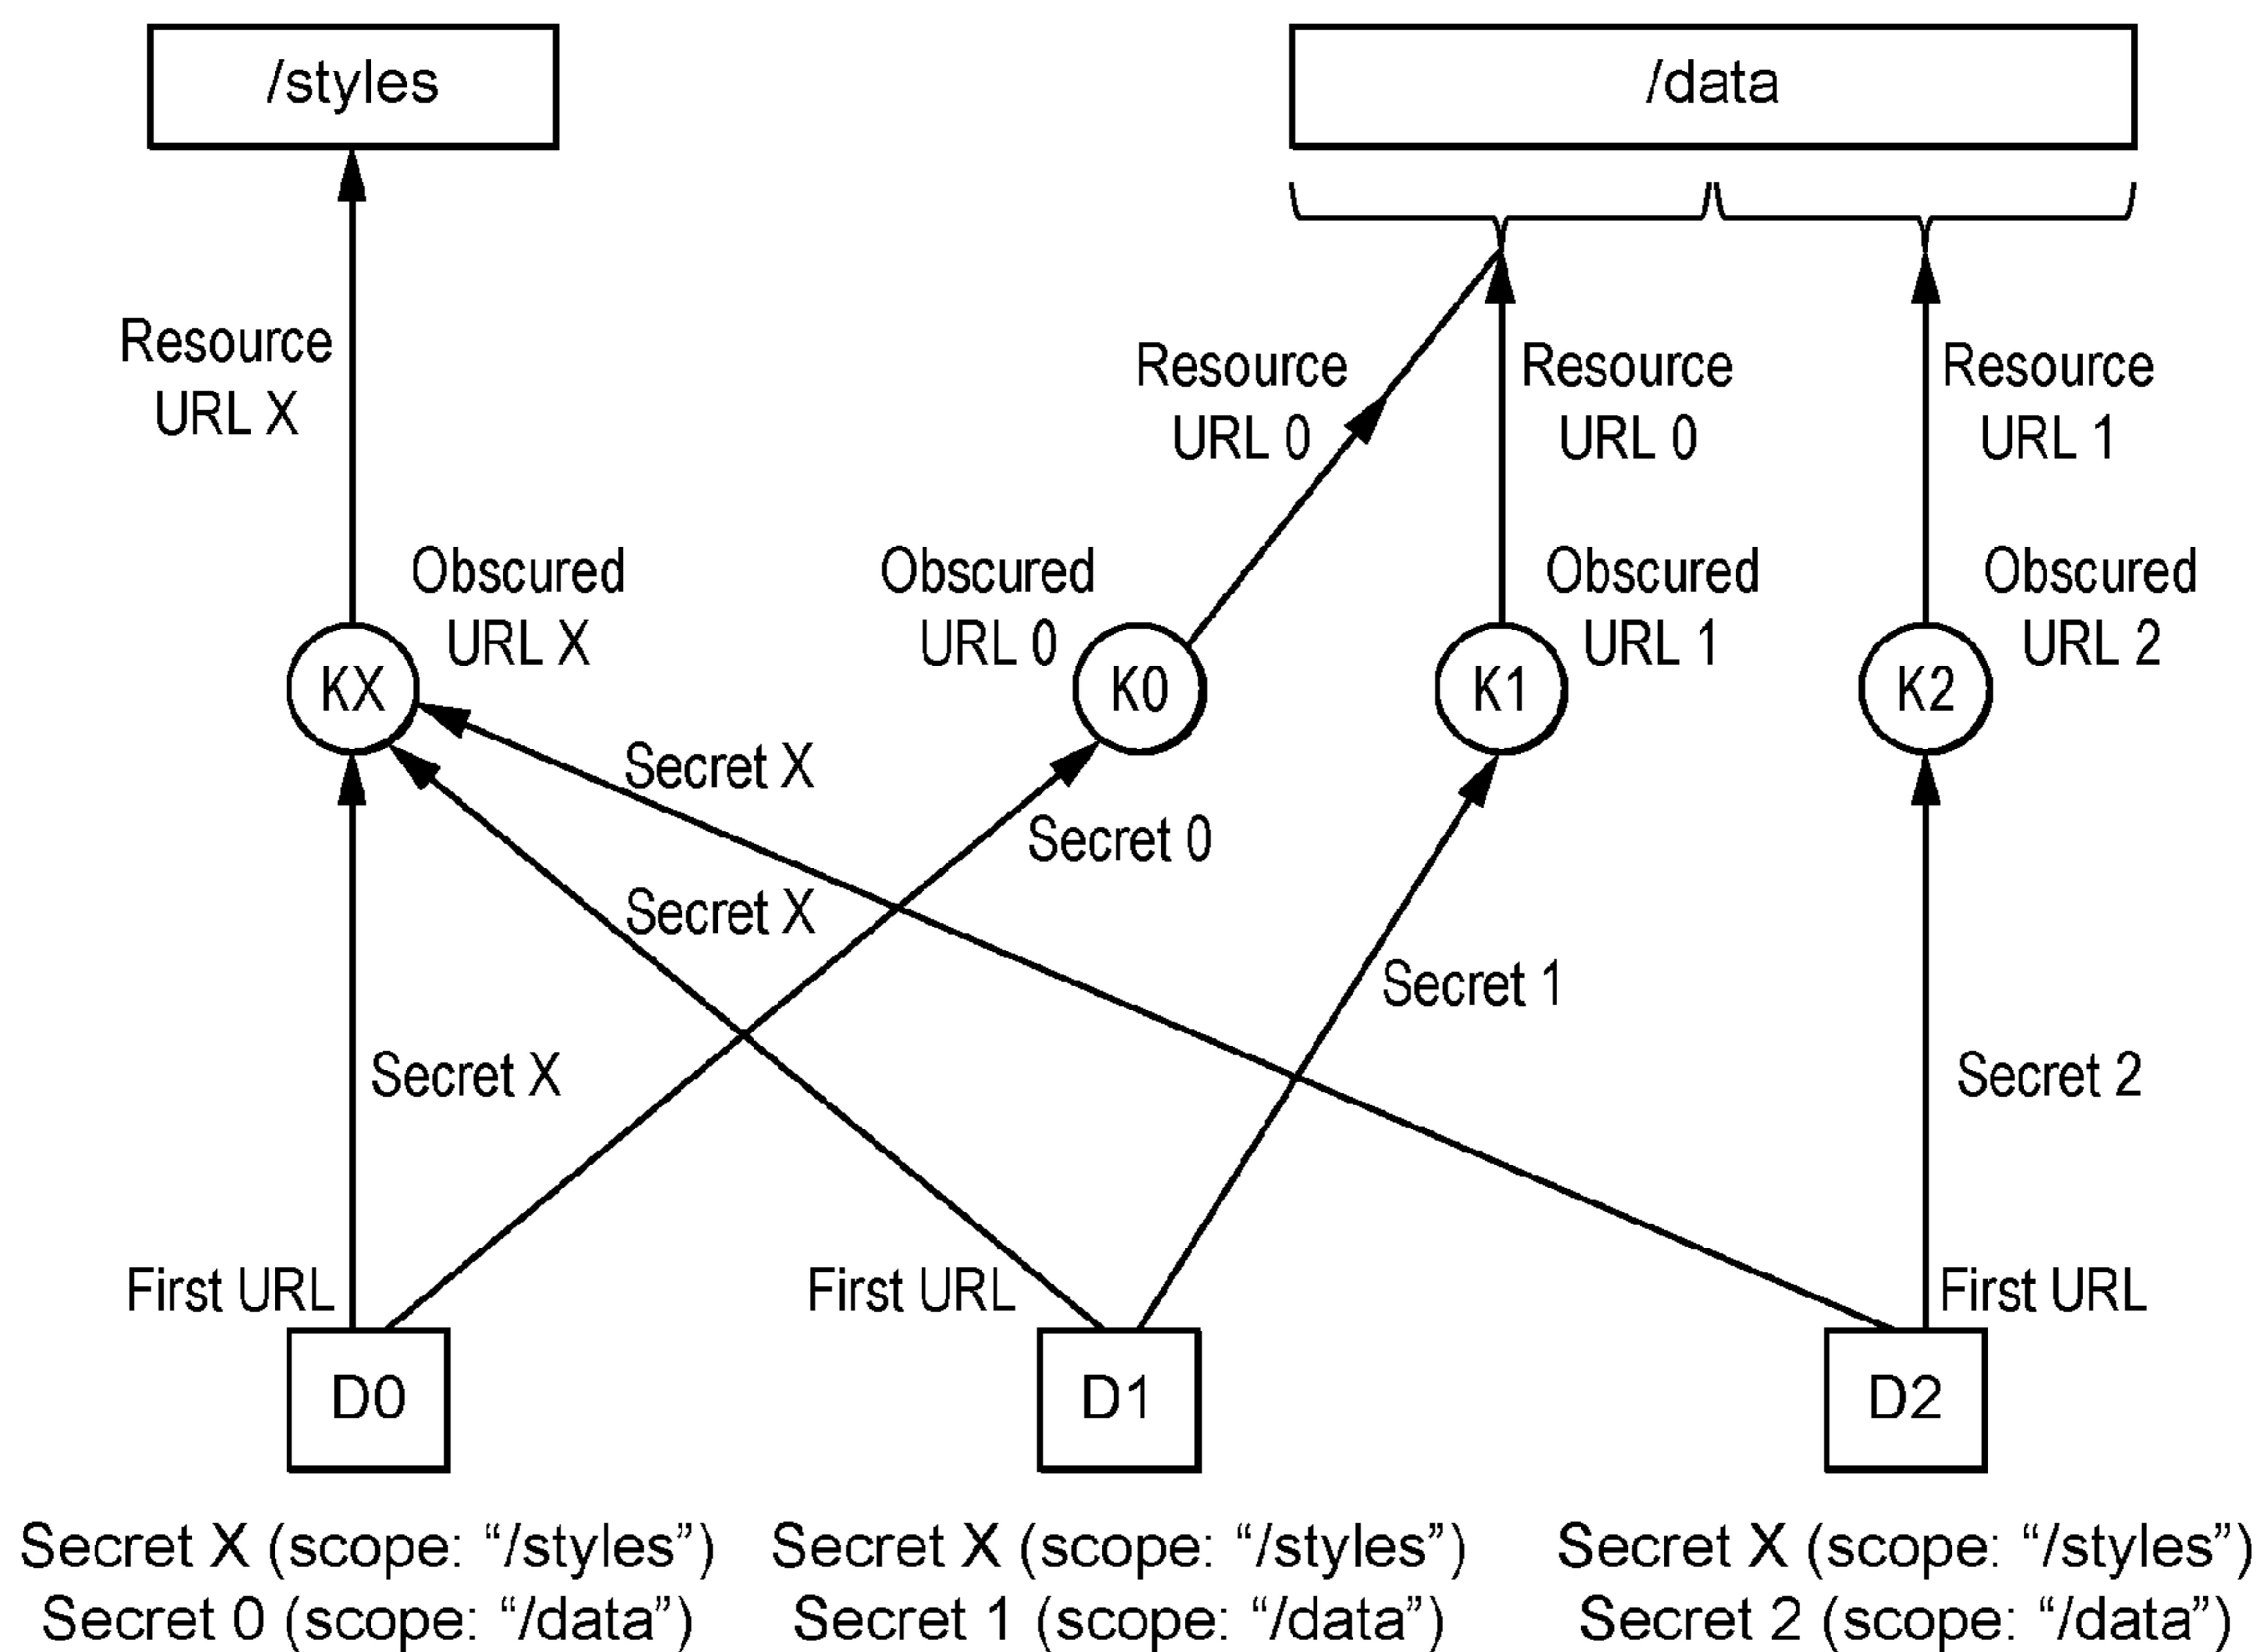 /styles
/data
Resource
URL X
Resource
URL 0
Resource
URL 0
Resource
URL 1
Obscured
URL X
Obscured
URL 0
Obscured
URL 1
Obscured
URL 2
KX
K0
K1
K2
Secret X
Secret 0
Secret X
Secret 1
Secret X
Secret 2
First URL
First URL
First URL
D0
D1
D2
Secret X (scope: “/styles”)
Secret 0 (scope: “/data”)
Secret X (scope: “/styles”)
Secret 1 (scope: “/data”)
Secret X (scope: “/styles”)
Secret 2 (scope: “/data”)